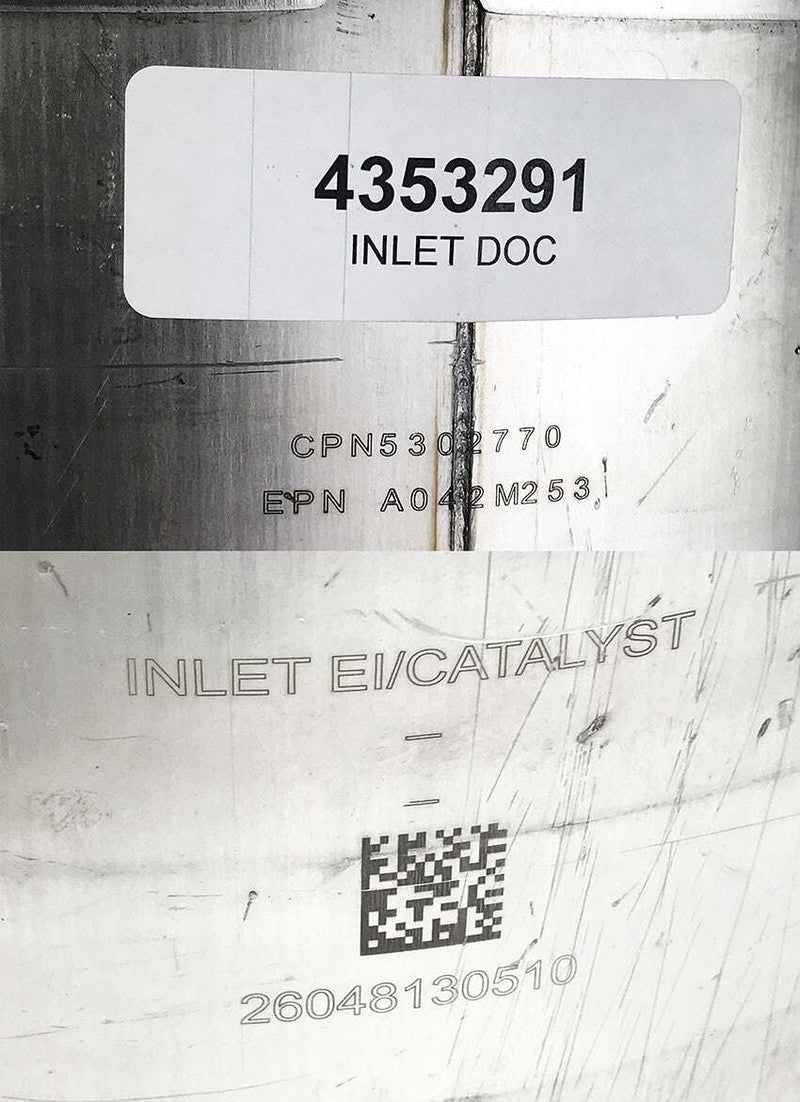 4353291
INLET DOC
CPN5302770
EPN A042M253
INLET EI/CATALYST
–
–
26048130510